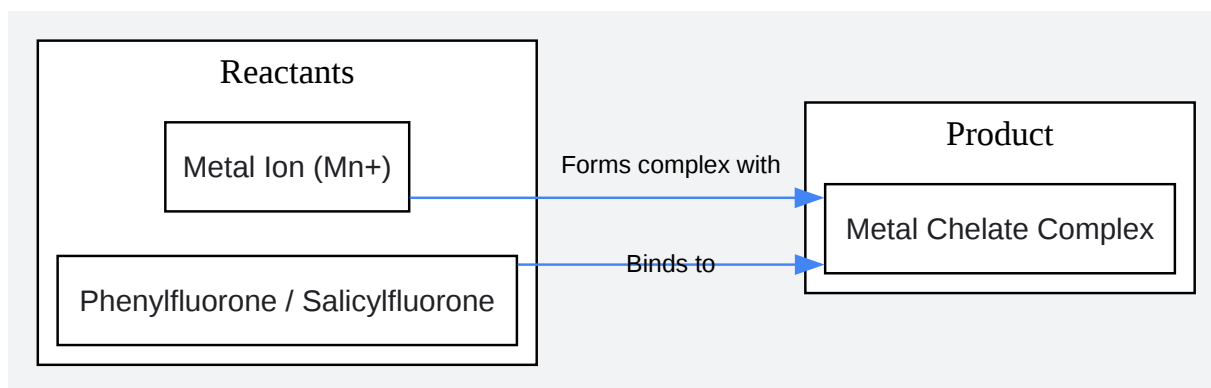 Reactants
Metal Ion (Mn+)
Phenylfluorone / Salicylfluorone
Forms complex with
Binds to
Product
Metal Chelate Complex